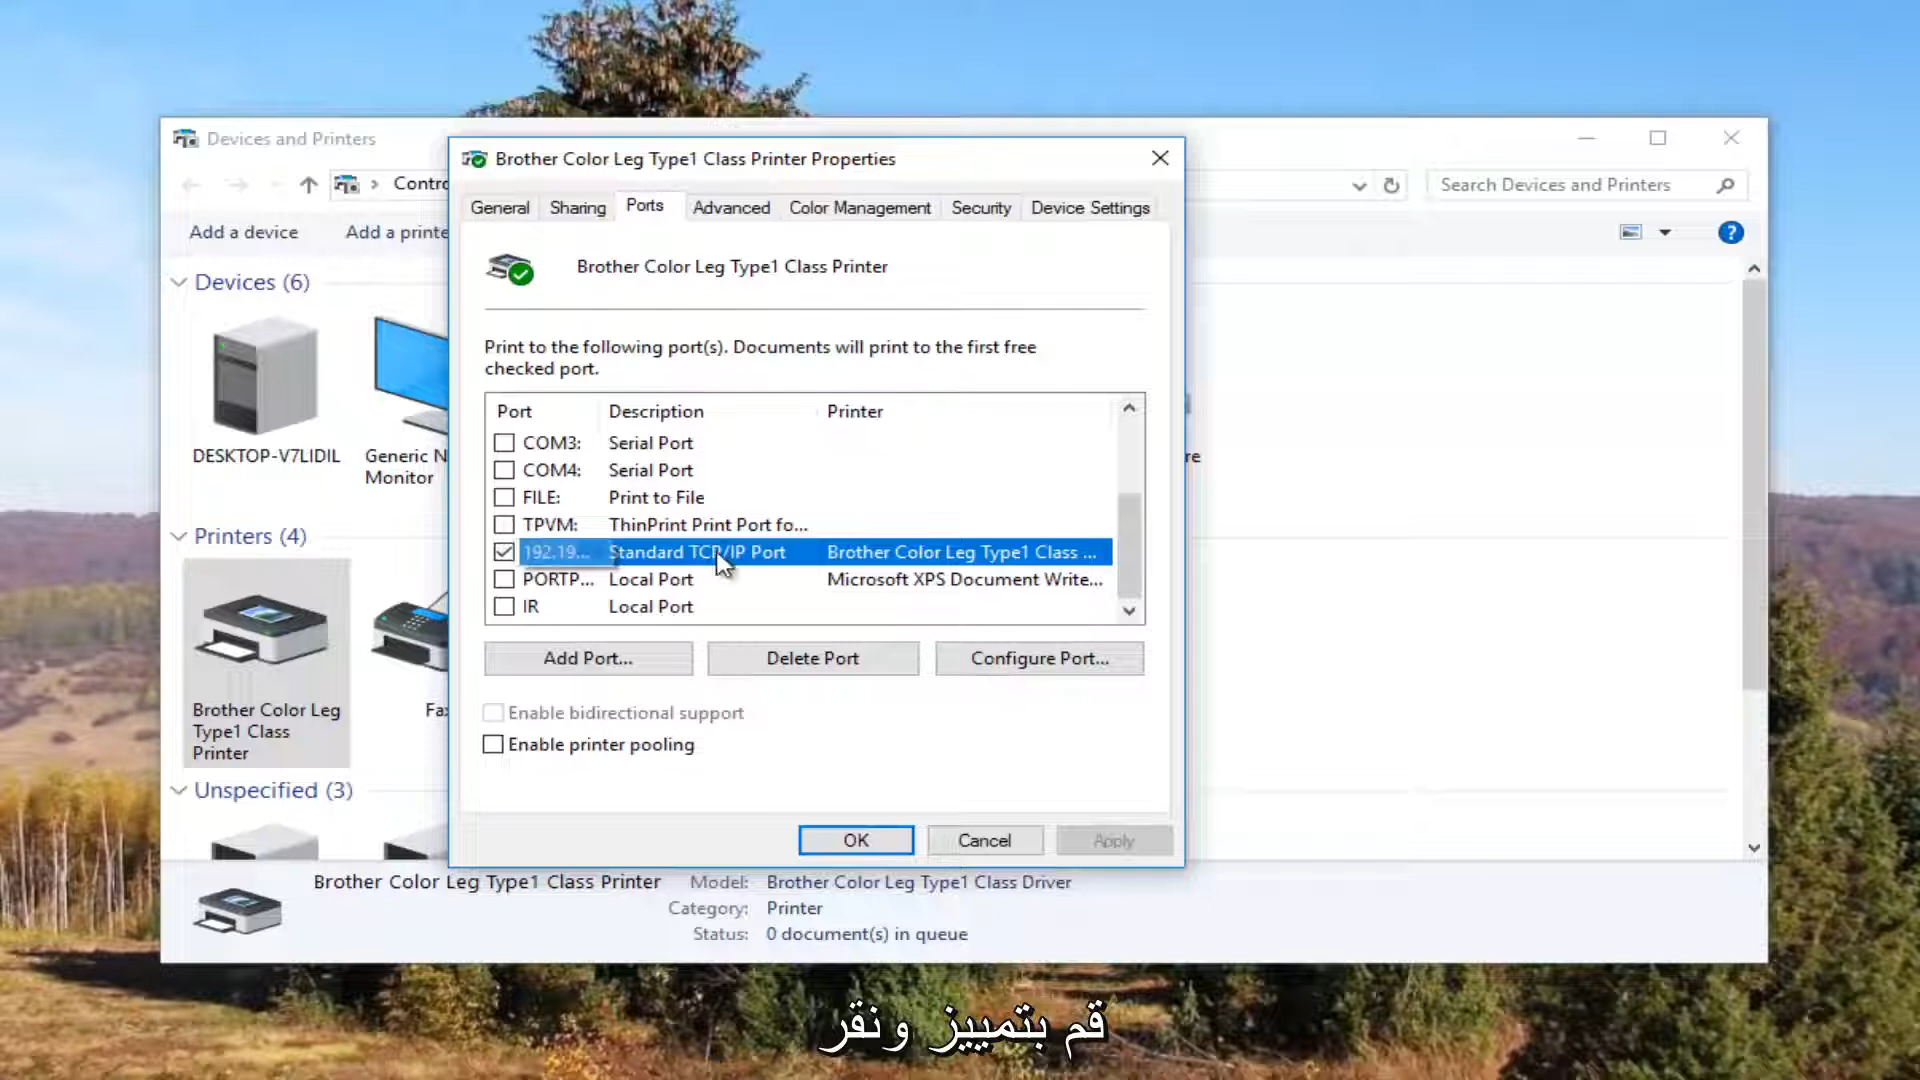 Devices and Printers
Brother Color Leg Type1 Class Printer Properties
Search Devices and Printers
General Sharing Ports Advanced Color Management Security Device Settings
Add a device
Brother Color Leg Type1 Class Printer
Devices (6)
Print to the following port(s). Documents will print to the first free
checked port.
Port Description Printer
COM3: Serial Port
COM4: Serial Port
FILE: Print to File
TPVM: ThinPrint Print Port fo...
192.19... Standard TCP/IP Port Brother Color Leg Type1 Class ...
PORTP... Local Port Microsoft XPS Document Write...
IR Local Port
DESKTOP-V7LIDIL
Generic N
Monitor
Printers (4)
Add Port... Delete Port Configure Port...
Enable bidirectional support
Enable printer pooling
Brother Color Leg
Type1 Class
Printer
Unspecified (3)
OK Cancel Apply
Brother Color Leg Type1 Class Printer Model: Brother Color Leg Type1 Class Driver
Category: Printer
Status: 0 document(s) in queue
قم بتمييز ونقر